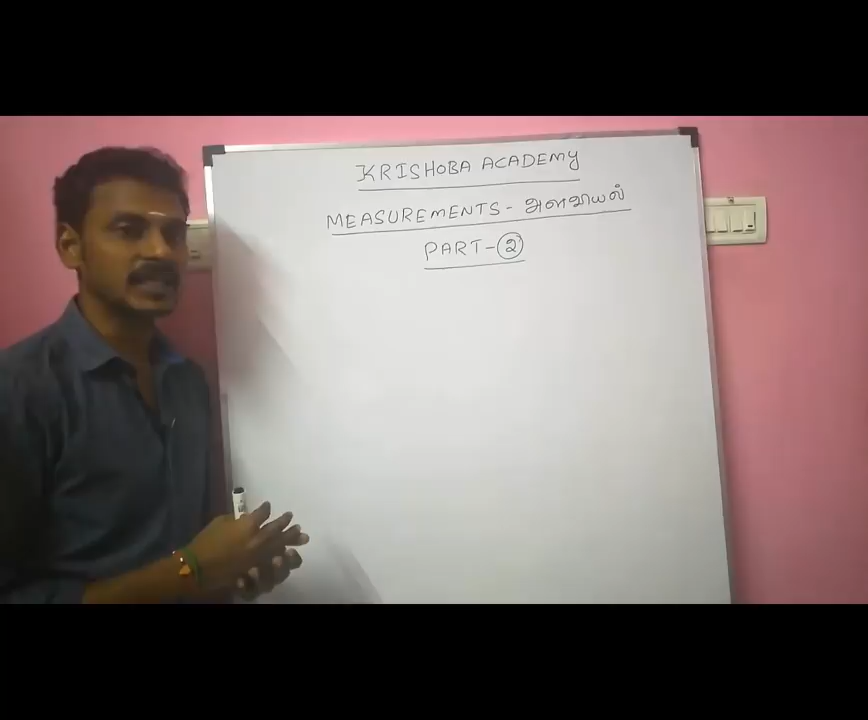 KRISHOBA ACADEMY
MEASUREMENTS - அளவியல்
PART - 2